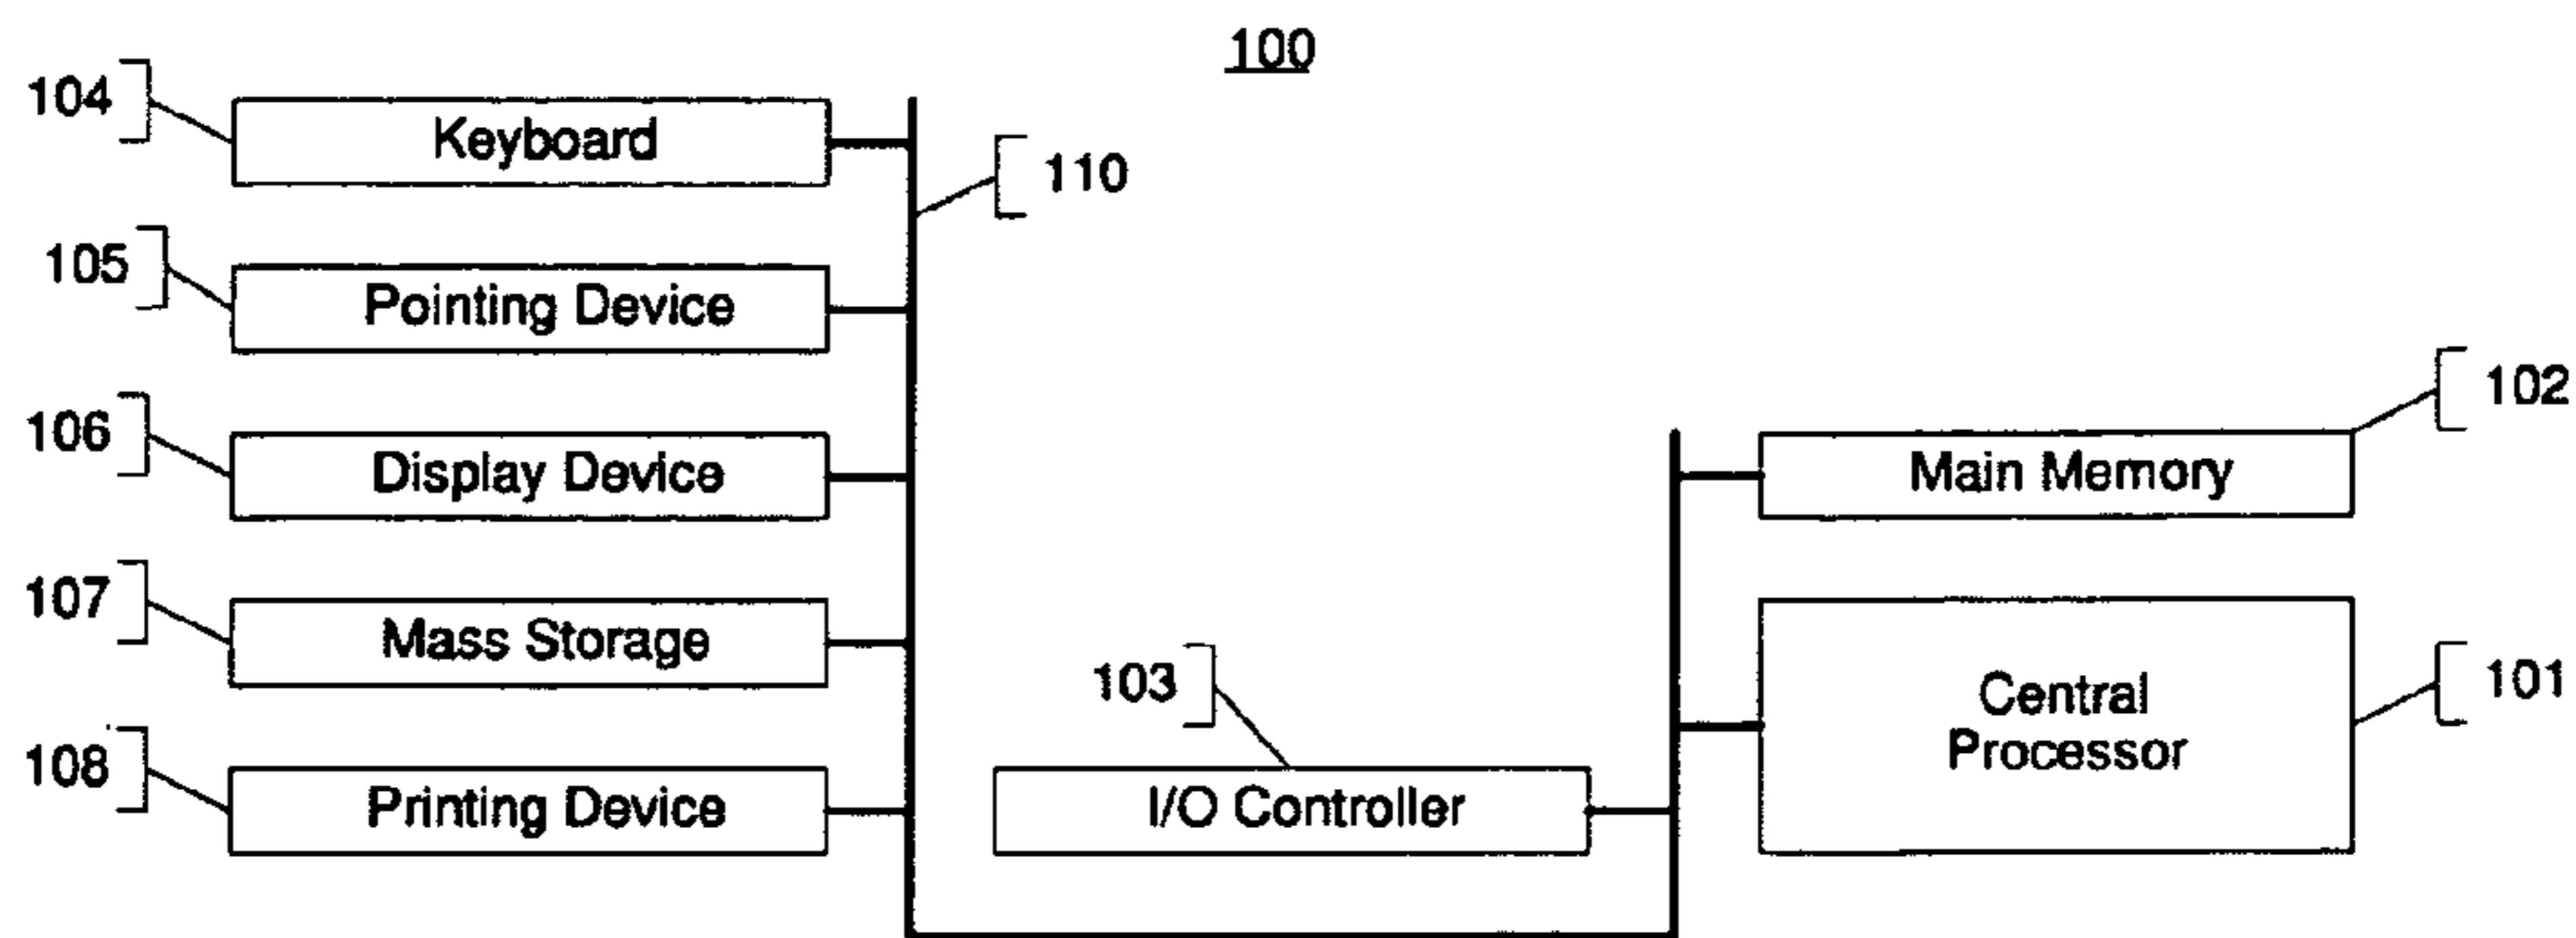 100
104
Keyboard
110
105
Pointing Device
106
Display Device
102
Main Memory
107
Mass Storage
103
101
Central
Processor
108
Printing Device
I/O Controller